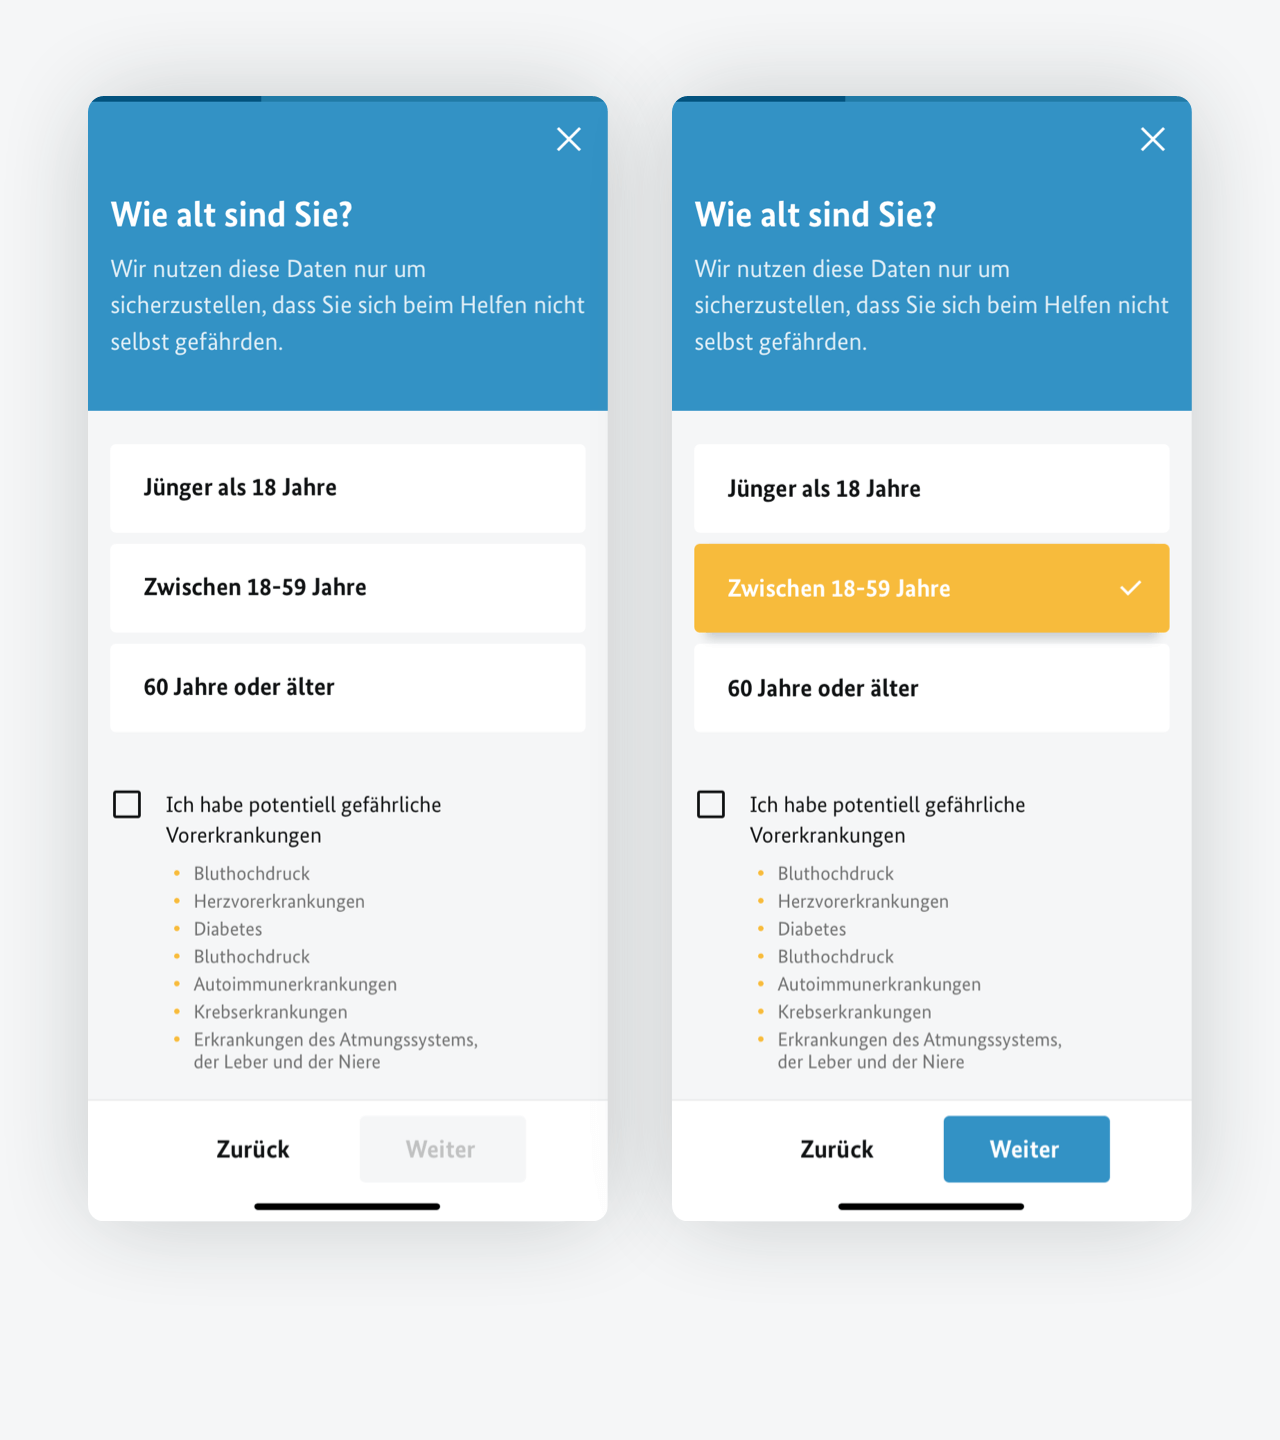 Wie alt sind Sie?
Wir nutzen diese Daten nur um
sicherzustellen, dass Sie sich beim Helfen nicht
selbst gefährden.
Jünger als 18 Jahre
Zwischen 18-59 Jahre
60 Jahre oder älter
Ich habe potentiell gefährliche
Vorerkrankungen
• Bluthochdruck
• Herzvorerkrankungen
• Diabetes
• Bluthochdruck
• Autoimmunerkrankungen
• Krebserkrankungen
• Erkrankungen des Atmungssystems,
der Leber und der Niere
Zurück Weiter
Wie alt sind Sie?
Wir nutzen diese Daten nur um
sicherzustellen, dass Sie sich beim Helfen nicht
selbst gefährden.
Jünger als 18 Jahre
Zwischen 18-59 Jahre
60 Jahre oder älter
Ich habe potentiell gefährliche
Vorerkrankungen
• Bluthochdruck
• Herzvorerkrankungen
• Diabetes
• Bluthochdruck
• Autoimmunerkrankungen
• Krebserkrankungen
• Erkrankungen des Atmungssystems,
der Leber und der Niere
Zurück Weiter